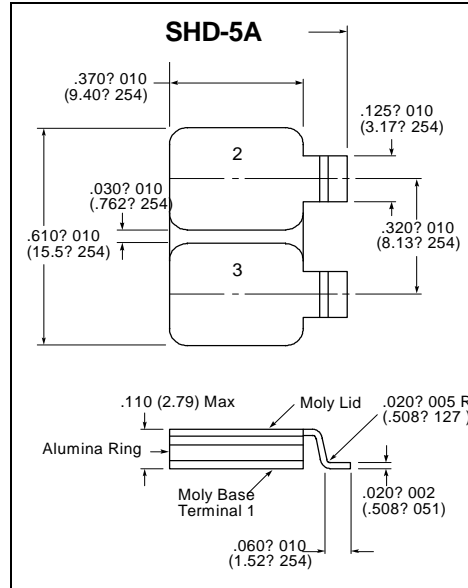 SHD-5A
.370? 010
(9.40? 254)
.125? 010
(3.17? 254)
2
.030? 010
(.762? 254)
.610? 010
(15.5? 254)
.320? 010
(8.13? 254)
3
.110 (2.79) Max
Moly Lid
.020? 005 R
(.508? 127 )
Alumina Ring
Moly Base
Terminal 1
.020? 002
(.508? 051)
.060? 010
(1.52? 254)